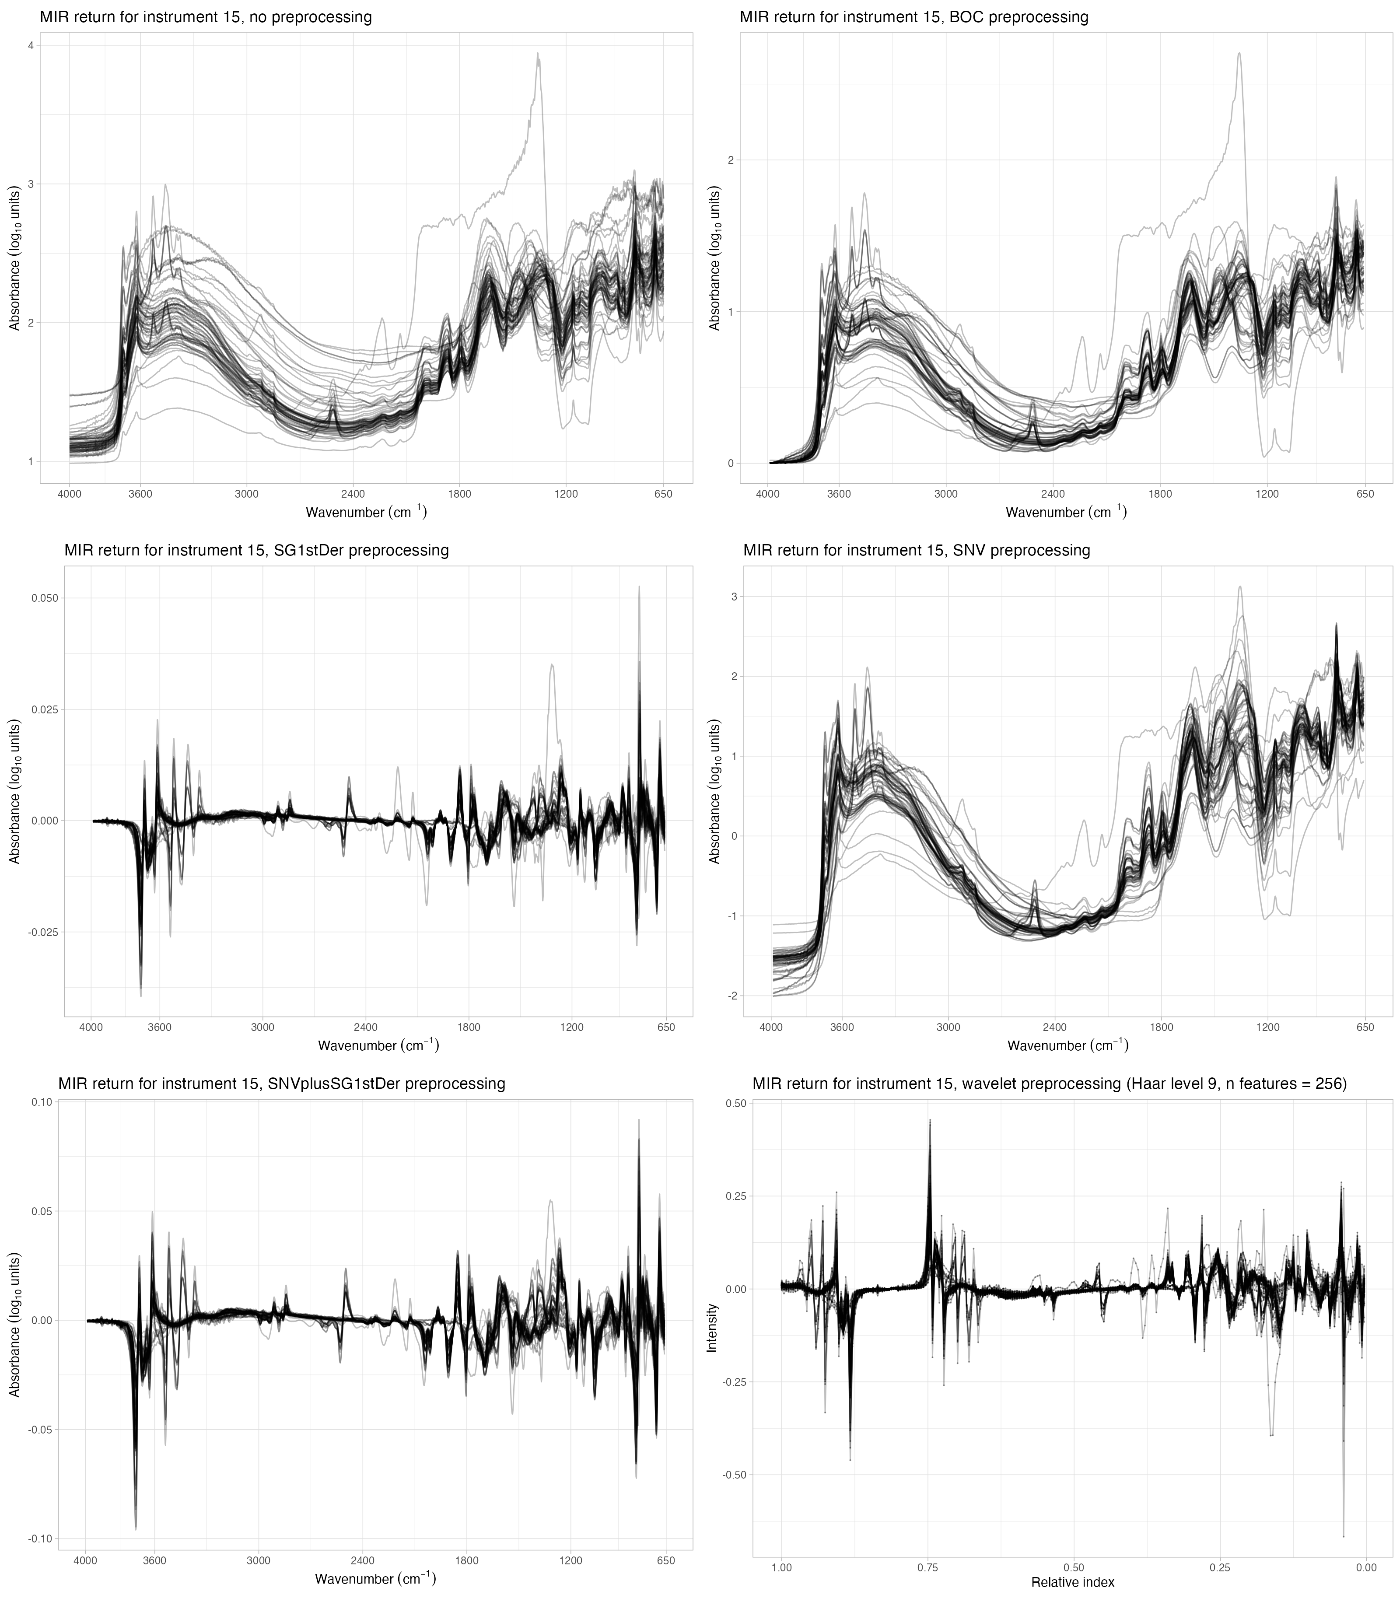 MIR return for instrument 15, no preprocessing
Absorbance (log₁₀ units)
4
3
2
1
4000 3600 3000 2400 1800 1200 650
Wavenumber (cm ¹)
MIR return for instrument 15, BOC preprocessing
Absorbance (log₁₀ units)
2
1
0
4000 3600 3000 2400 1800 1200 650
Wavenumber (cm ¹)
MIR return for instrument 15, SG1stDer preprocessing
Absorbance (log₁₀ units)
0.050
0.025
0.000
-0.025
4000 3600 3000 2400 1800 1200 650
Wavenumber (cm⁻¹)
MIR return for instrument 15, SNV preprocessing
Absorbance (log₁₀ units)
3
2
1
0
-1
-2
4000 3600 3000 2400 1800 1200 650
Wavenumber (cm⁻¹)
MIR return for instrument 15, SNVplusSG1stDer preprocessing
Absorbance (log₁₀ units)
0.10
0.05
0.00
-0.05
-0.10
4000 3600 3000 2400 1800 1200 650
Wavenumber (cm⁻¹)
MIR return for instrument 15, wavelet preprocessing (Haar level 9, n features = 256)
Intensity
0.50
0.25
0.00
-0.25
-0.50
1.00 0.75 0.50 0.25 0.00
Relative index